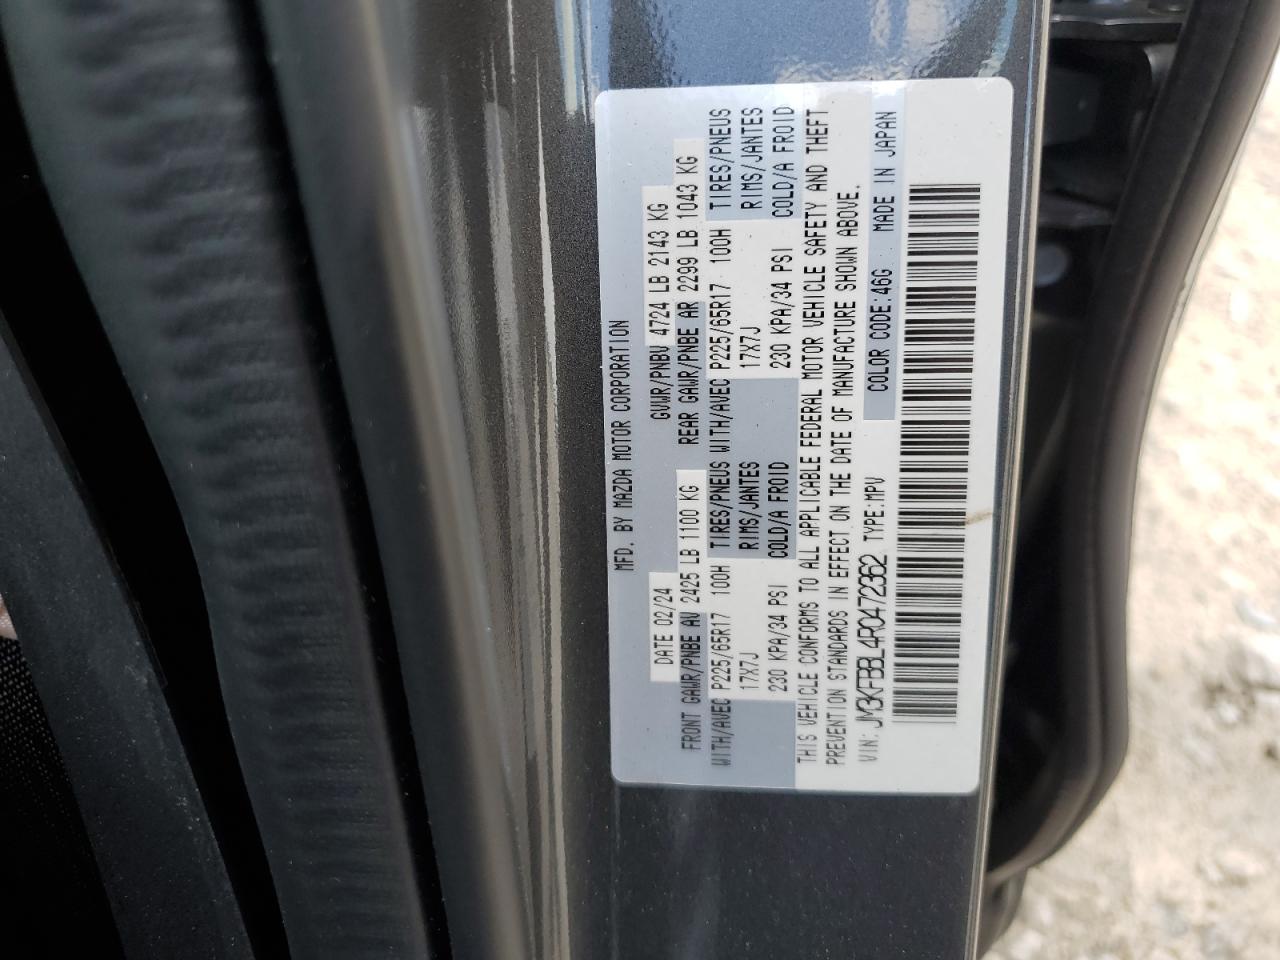 MFD. BY MAZDA MOTOR CORPORATION
DATE 02/24 GVWR/PNBV 4724 LB 2143 KG
FRONT GAWR/PNBE AV 2425 LB 1100 KG REAR GAWR/PNBE AR 2299 LB 1043 KG
WITH/AVEC P225/65R17 100H TIRES/PNEUS WITH/AVEC P225/65R17 100H TIRES/PNEUS
17X7J RIMS/JANTES 17X7J RIMS/JANTES
230 KPA/34 PSI COLD/A FROID 230 KPA/34 PSI COLD/A FROID
THIS VEHICLE CONFORMS TO ALL APPLICABLE FEDERAL MOTOR VEHICLE SAFETY AND THEFT
PREVENTION STANDARDS IN EFFECT ON THE DATE OF MANUFACTURE SHOWN ABOVE.
VIN: JM3KFBBL4R0472362 TYPE:MPV COLOR CODE:46G MADE IN JAPAN